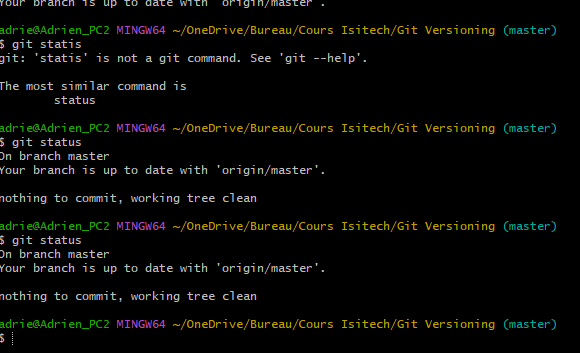 Your branch is up to date with 'origin/master'.
adrie@Adrien_PC2 MINGW64 ~/OneDrive/Bureau/Cours Isitech/Git Versioning (master)
$ git statis
git: 'statis' is not a git command. See 'git --help'.
The most similar command is
status
adrie@Adrien_PC2 MINGW64 ~/OneDrive/Bureau/Cours Isitech/Git Versioning (master)
$ git status
On branch master
Your branch is up to date with 'origin/master'.
nothing to commit, working tree clean
adrie@Adrien_PC2 MINGW64 ~/OneDrive/Bureau/Cours Isitech/Git Versioning (master)
$ git status
On branch master
Your branch is up to date with 'origin/master'.
nothing to commit, working tree clean
adrie@Adrien_PC2 MINGW64 ~/OneDrive/Bureau/Cours Isitech/Git Versioning (master)
$